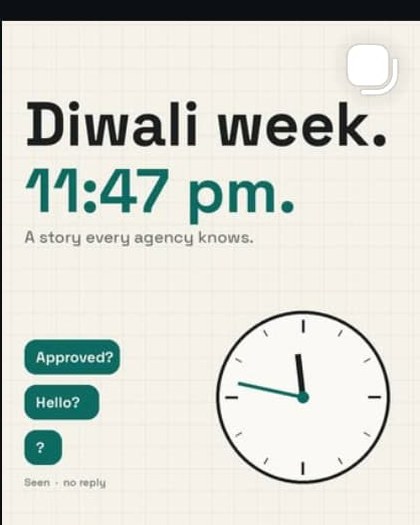 Diwali week.
11:47 pm.
A story every agency knows.
Approved?
Hello?
?
Seen · no reply